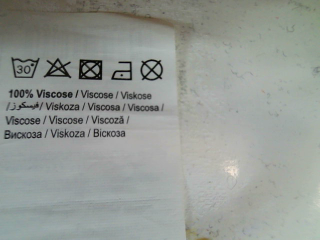 30°
100% Viscose / Viscose / Viskose
/ فيسكوز / Viskoza / Viscosa / Viscosa /
Viscose / Viscose / Viscoză /
Вискоза / Viskoza / Віскоза